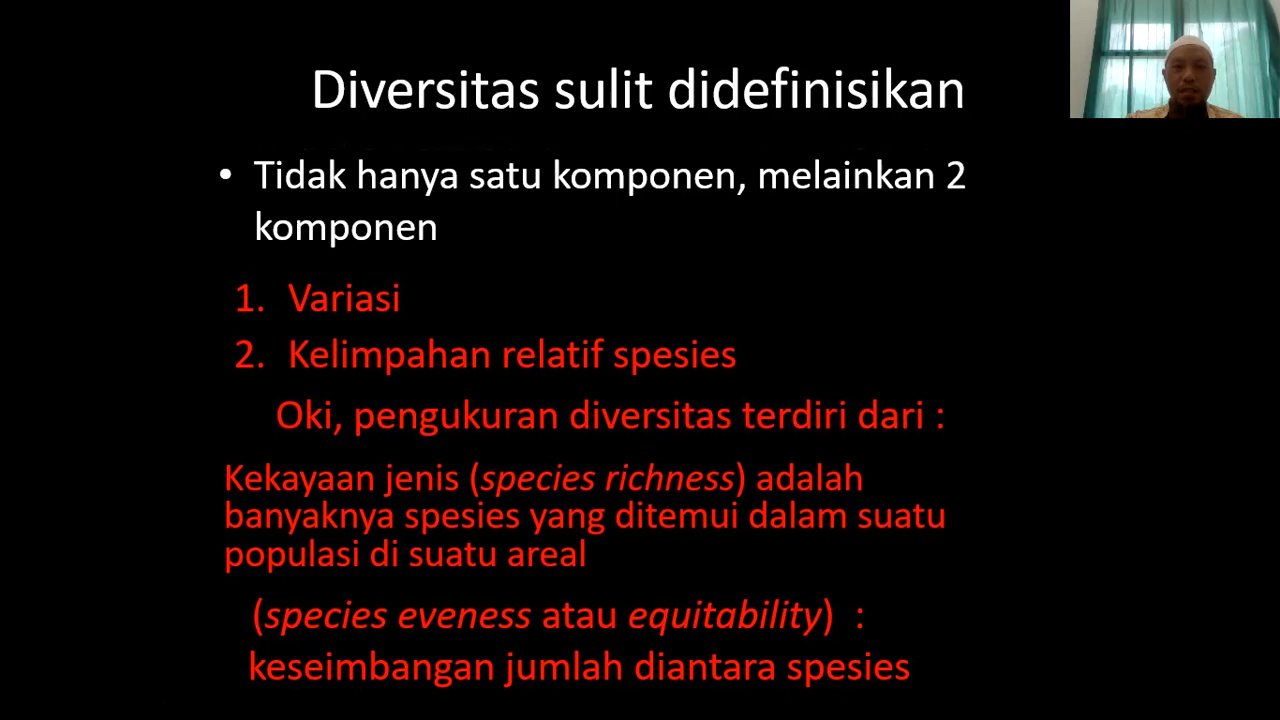 Diversitas sulit didefinisikan
• Tidak hanya satu komponen, melainkan 2
komponen
1. Variasi
2. Kelimpahan relatif spesies
Oki, pengukuran diversitas terdiri dari :
Kekayaan jenis (species richness) adalah
banyaknya spesies yang ditemui dalam suatu
populasi di suatu areal
(species eveness atau equitability) :
keseimbangan jumlah diantara spesies